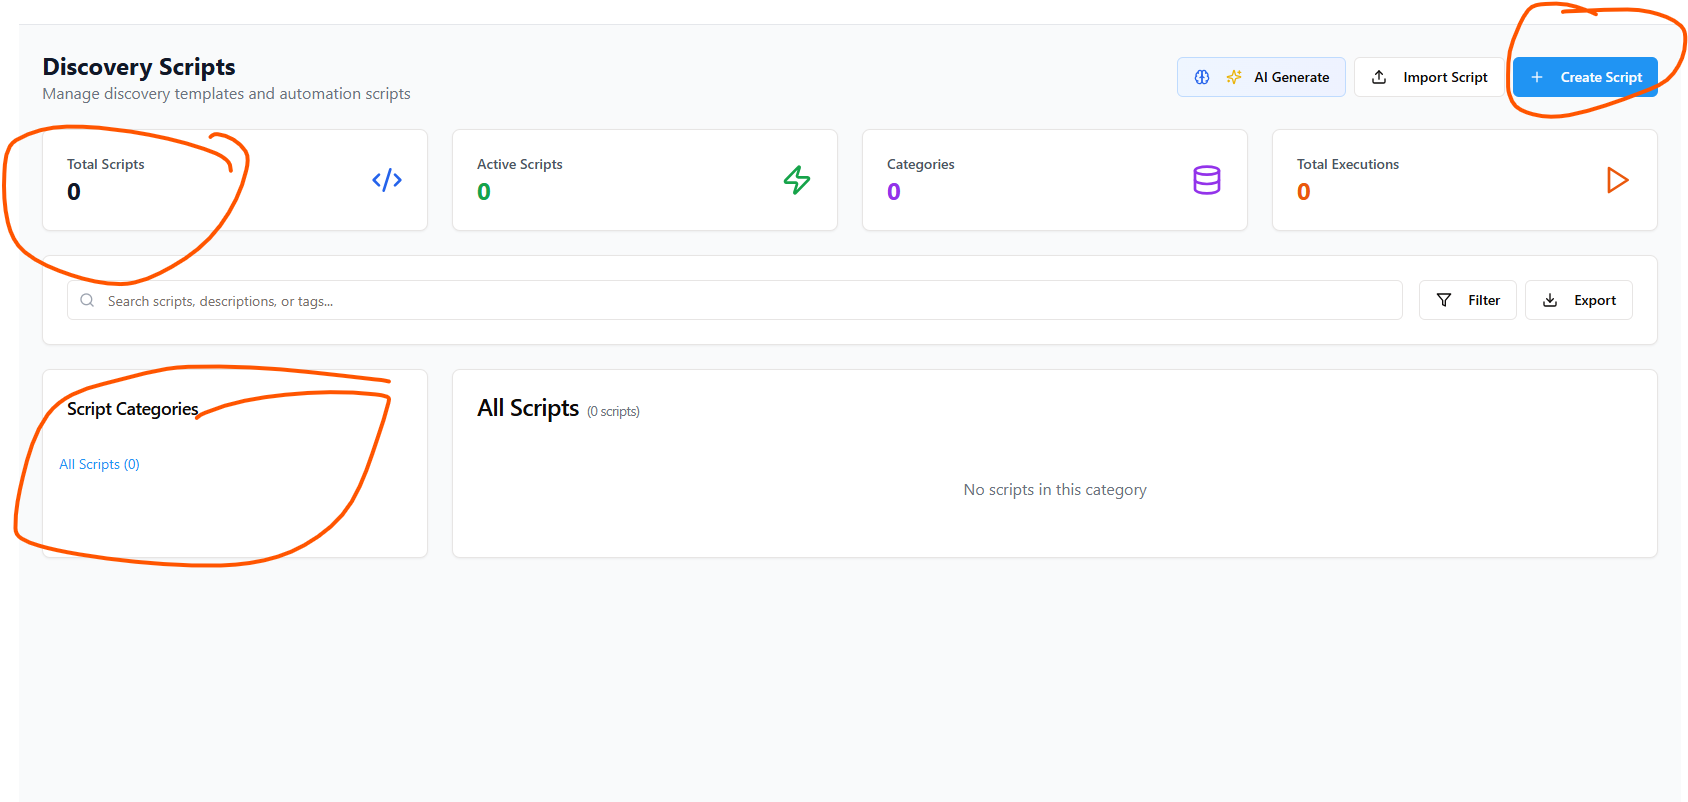 Discovery Scripts
Manage discovery templates and automation scripts
AI Generate
Import Script
Create Script
Total Scripts
0
Active Scripts
0
Categories
0
Total Executions
0
Search scripts, descriptions, or tags...
Filter
Export
Script Categories
All Scripts (0)
All Scripts (0 scripts)
No scripts in this category